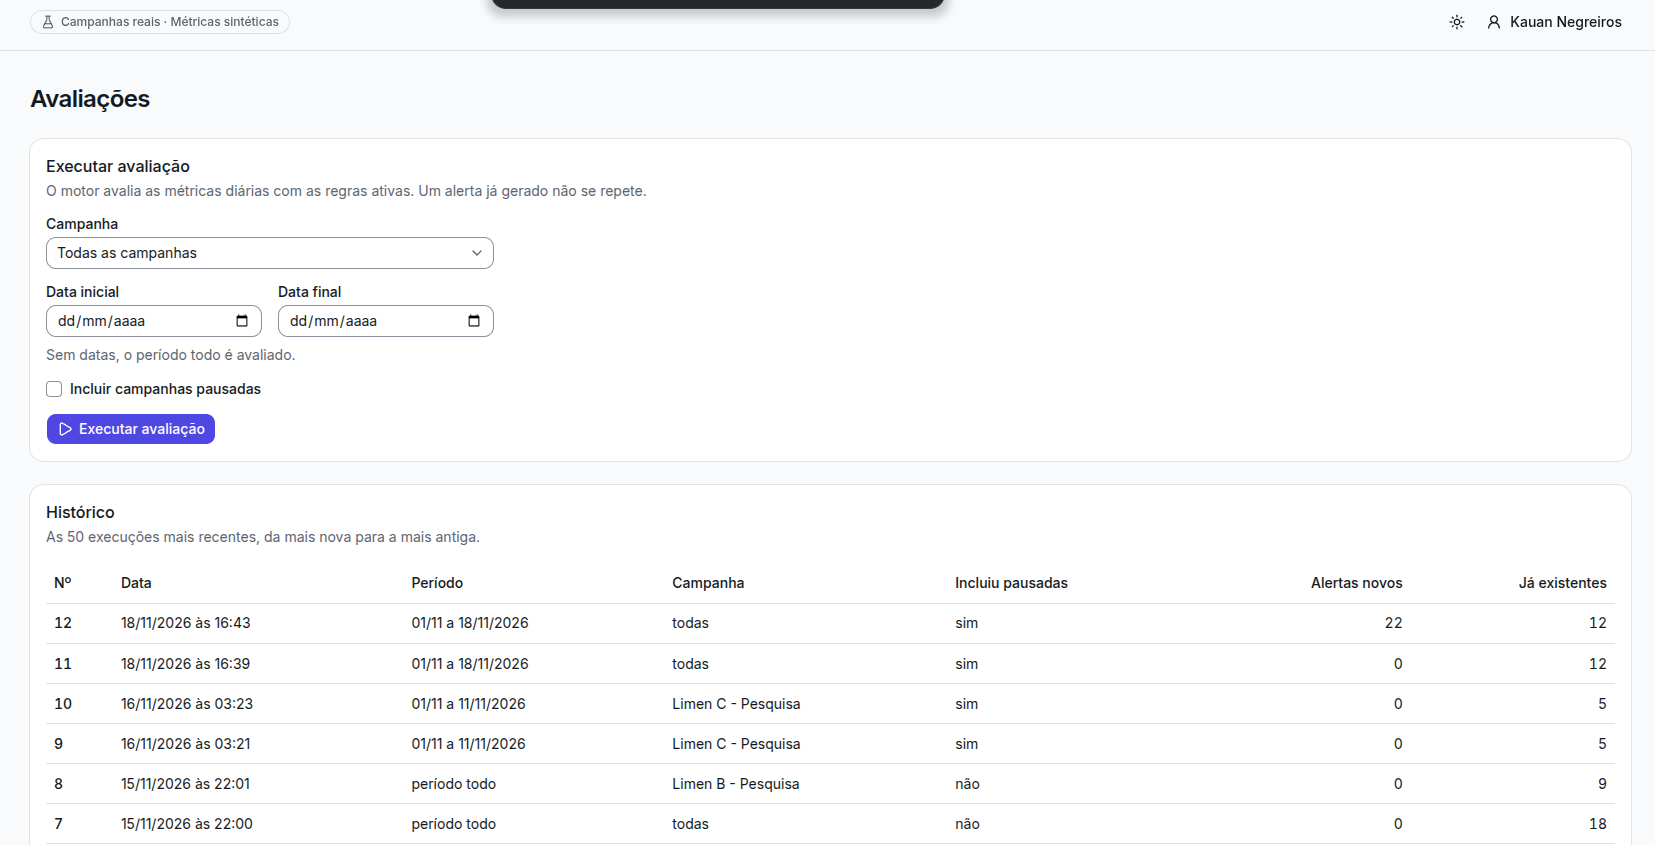 Campanhas reais · Métricas sintéticas
Kauan Negreiros
Avaliações
Executar avaliação
O motor avalia as métricas diárias com as regras ativas. Um alerta já gerado não se repete.
Campanha
Todas as campanhas
Data inicial Data final
dd/mm/aaaa dd/mm/aaaa
Sem datas, o período todo é avaliado.
Incluir campanhas pausadas
Executar avaliação
Histórico
As 50 execuções mais recentes, da mais nova para a mais antiga.
Nº Data Período Campanha Incluiu pausadas Alertas novos Já existentes
12 18/11/2026 às 16:43 01/11 a 18/11/2026 todas sim 22 12
11 18/11/2026 às 16:39 01/11 a 18/11/2026 todas sim 0 12
10 16/11/2026 às 03:23 01/11 a 11/11/2026 Limen C - Pesquisa sim 0 5
9 16/11/2026 às 03:21 01/11 a 11/11/2026 Limen C - Pesquisa sim 0 5
8 15/11/2026 às 22:01 período todo Limen B - Pesquisa não 0 9
7 15/11/2026 às 22:00 período todo todas não 0 18